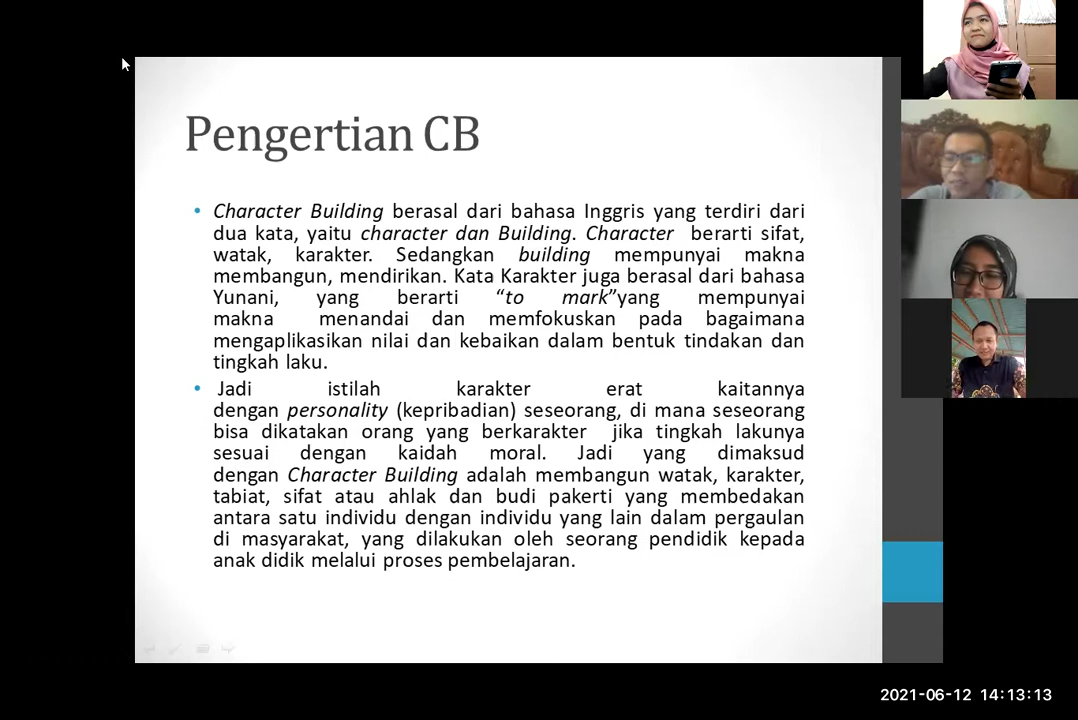 Pengertian CB
• Character Building berasal dari bahasa Inggris yang terdiri dari
dua kata, yaitu character dan Building. Character berarti sifat,
watak, karakter. Sedangkan building mempunyai makna
membangun, mendirikan. Kata Karakter juga berasal dari bahasa
Yunani, yang berarti “to mark”yang mempunyai
makna menandai dan memfokuskan pada bagaimana
mengaplikasikan nilai dan kebaikan dalam bentuk tindakan dan
tingkah laku.
• Jadi istilah karakter erat kaitannya
dengan personality (kepribadian) seseorang, di mana seseorang
bisa dikatakan orang yang berkarakter jika tingkah lakunya
sesuai dengan kaidah moral. Jadi yang dimaksud
dengan Character Building adalah membangun watak, karakter,
tabiat, sifat atau ahlak dan budi pakerti yang membedakan
antara satu individu dengan individu yang lain dalam pergaulan
di masyarakat, yang dilakukan oleh seorang pendidik kepada
anak didik melalui proses pembelajaran.
2021-06-12 14:13:13